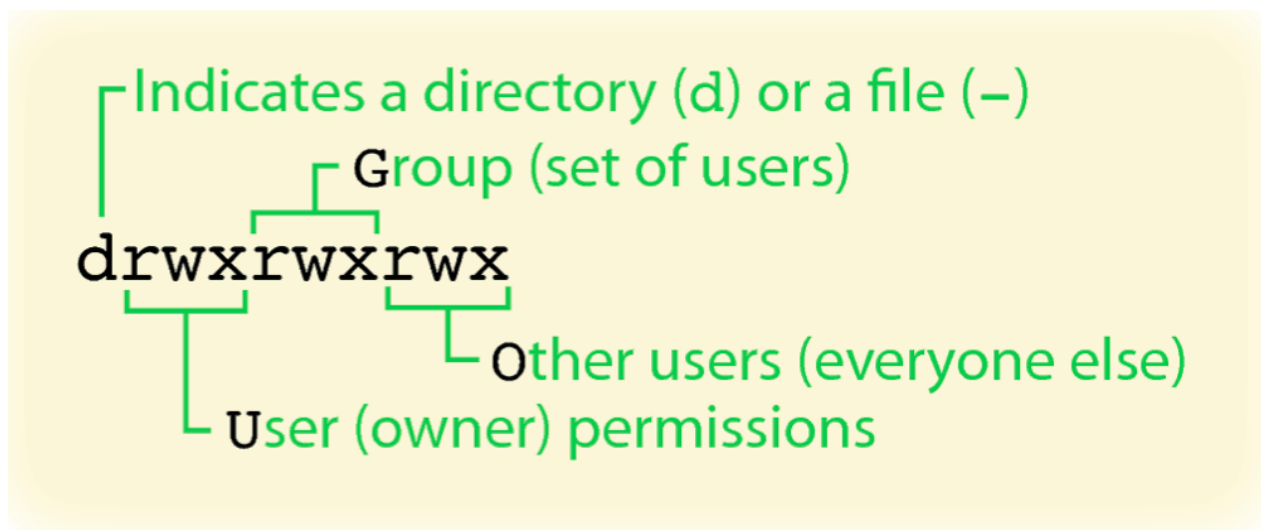 Indicates a directory (d) or a file (–)
Group (set of users)
drwxrwxrwx
Other users (everyone else)
User (owner) permissions